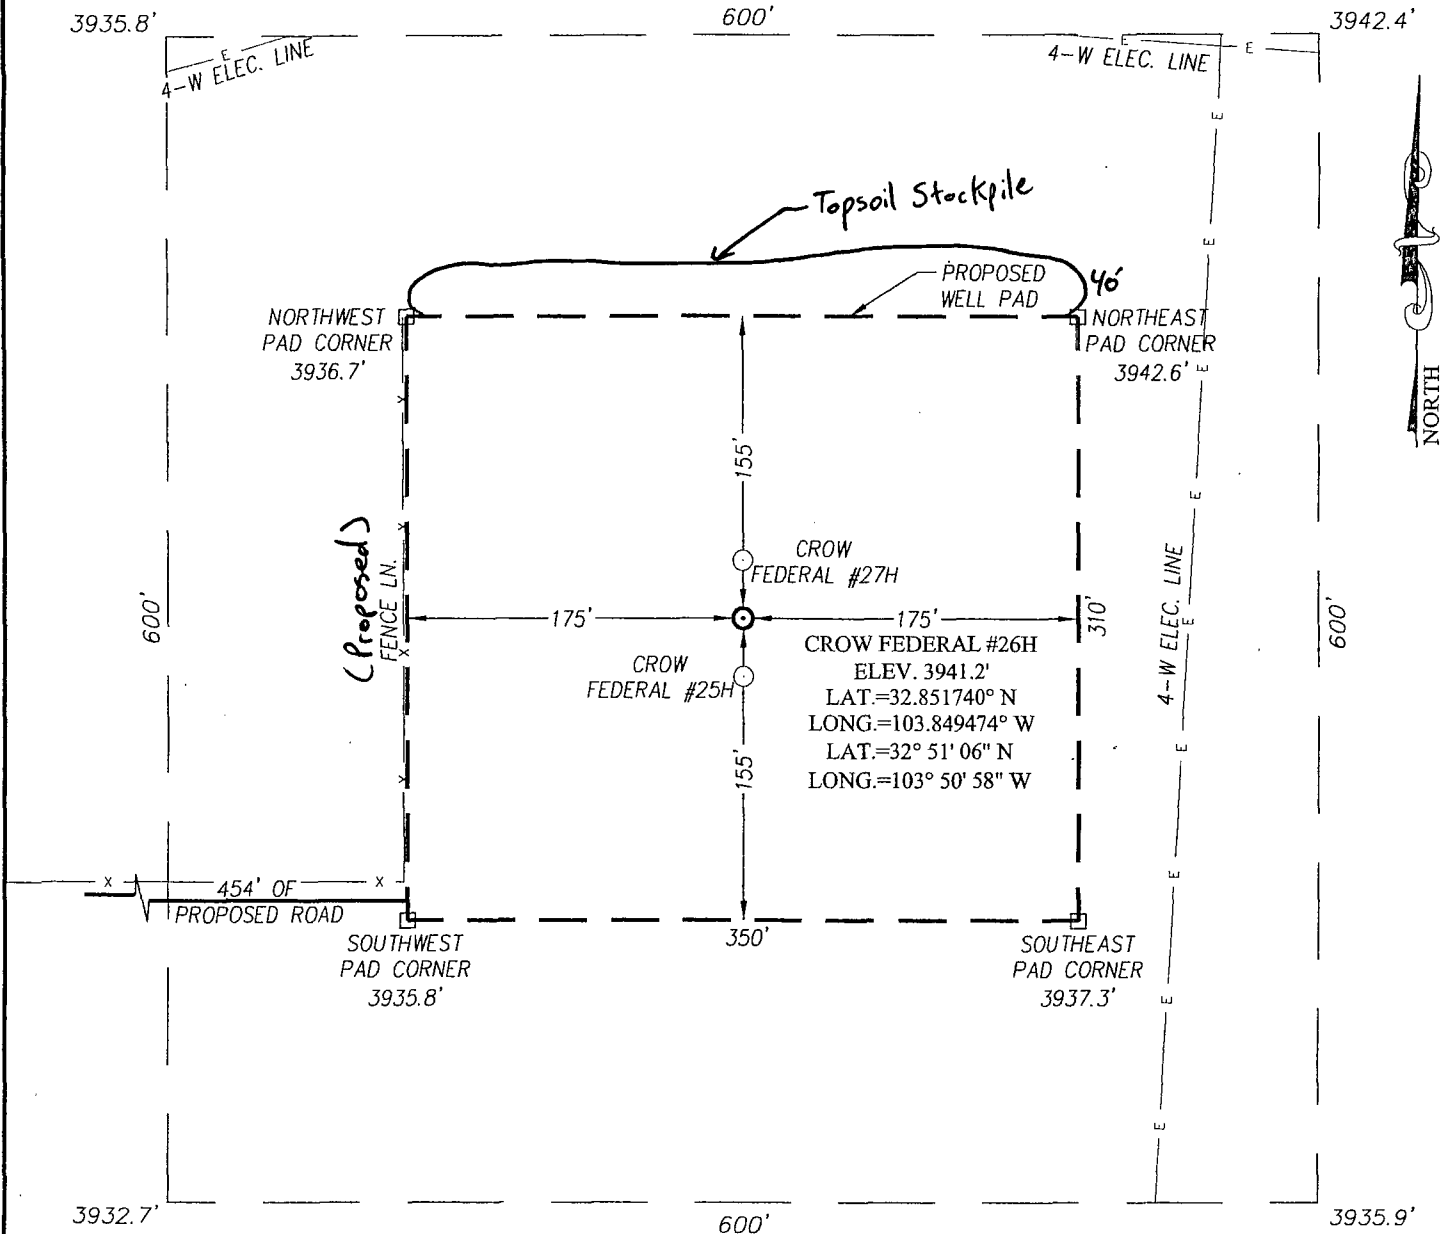 3935.8'
600'
3942.4'
E
4-W ELEC. LINE
E
4-W ELEC. LINE
E
E
Topsoil Stockpile
E
PROPOSED
WELL PAD
40'
NORTHWEST
PAD CORNER
3936.7'
NORTHEAST
PAD CORNER
3942.6'
E
E
NORTH
X
155'
E
X
(Proposed)
FENCE LN.
CROW
FEDERAL #27H
4-W ELEC. LINE
E
600'
175'
175'
310'
600'
X
CROW
FEDERAL #25H
CROW FEDERAL #26H
ELEV. 3941.2'
LAT.=32.851740° N
LONG.=103.849474° W
LAT.=32° 51' 06" N
LONG.=103° 50' 58" W
E
155'
X
X
454' OF
X
PROPOSED ROAD
E
350'
SOUTHWEST
PAD CORNER
3935.8'
SOUTHEAST
PAD CORNER
3937.3'
E
E
3932.7'
600'
3935.9'